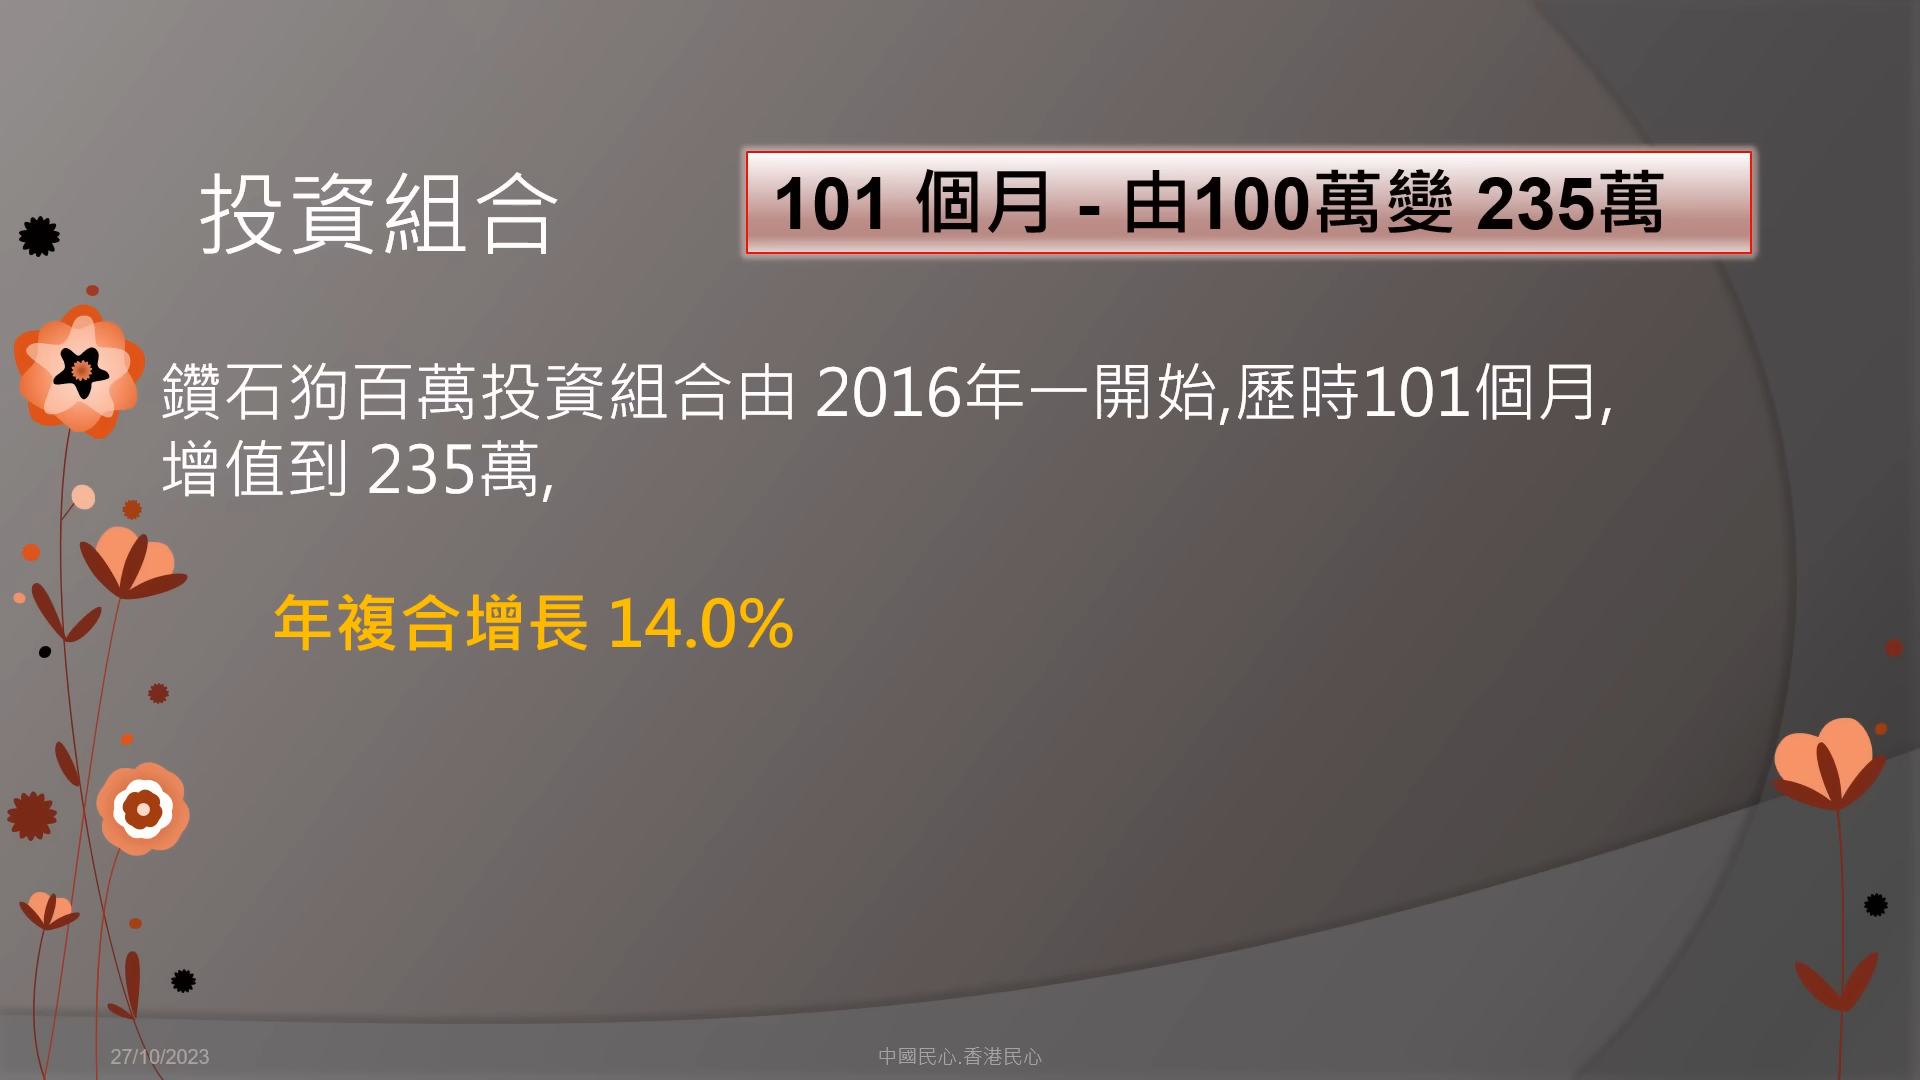 投資組合
101 個月 - 由100萬變 235萬
鑽石狗百萬投資組合由 2016年一開始,歷時101個月,
增值到 235萬,
年複合增長 14.0%
27/10/2023
中國民心.香港民心